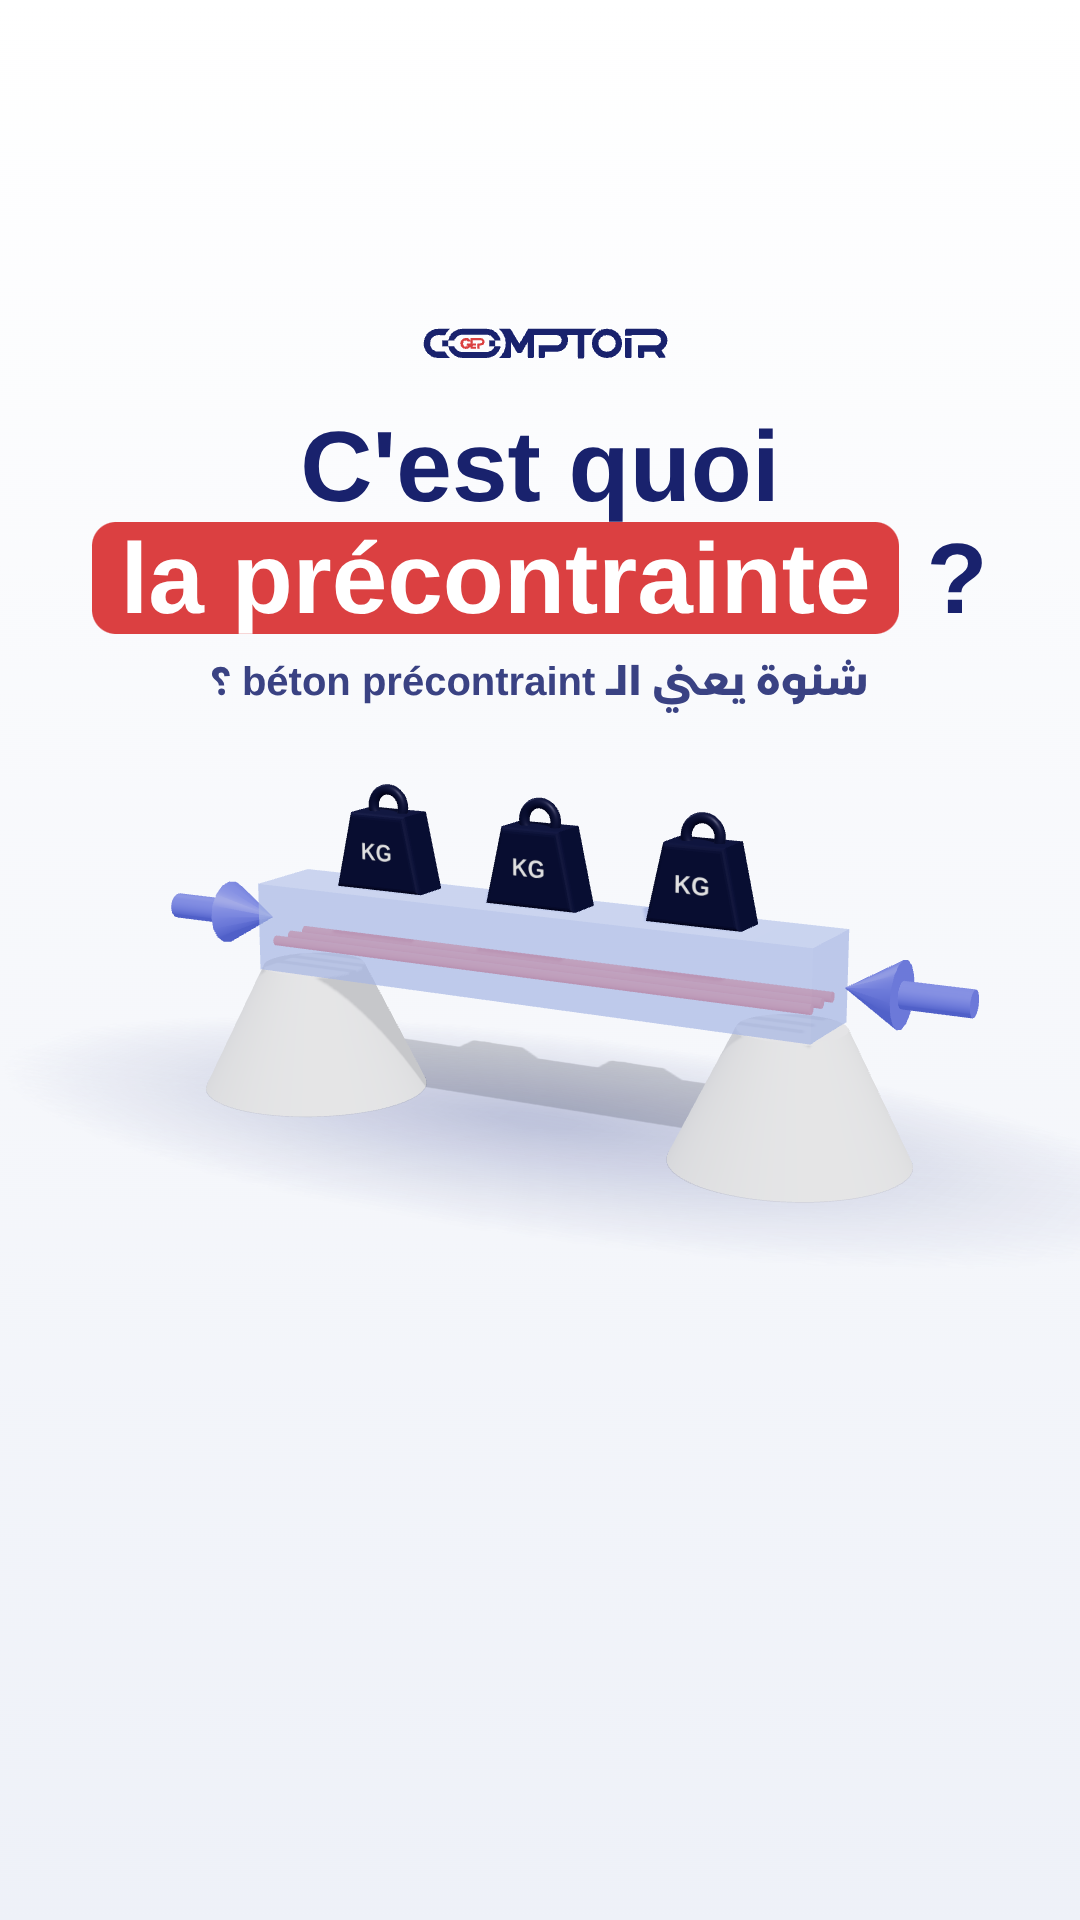 COMPTOIR
GEP
C'est quoi
la précontrainte ?
شنوة يعني الـ béton précontraint ؟
KG
KG
KG